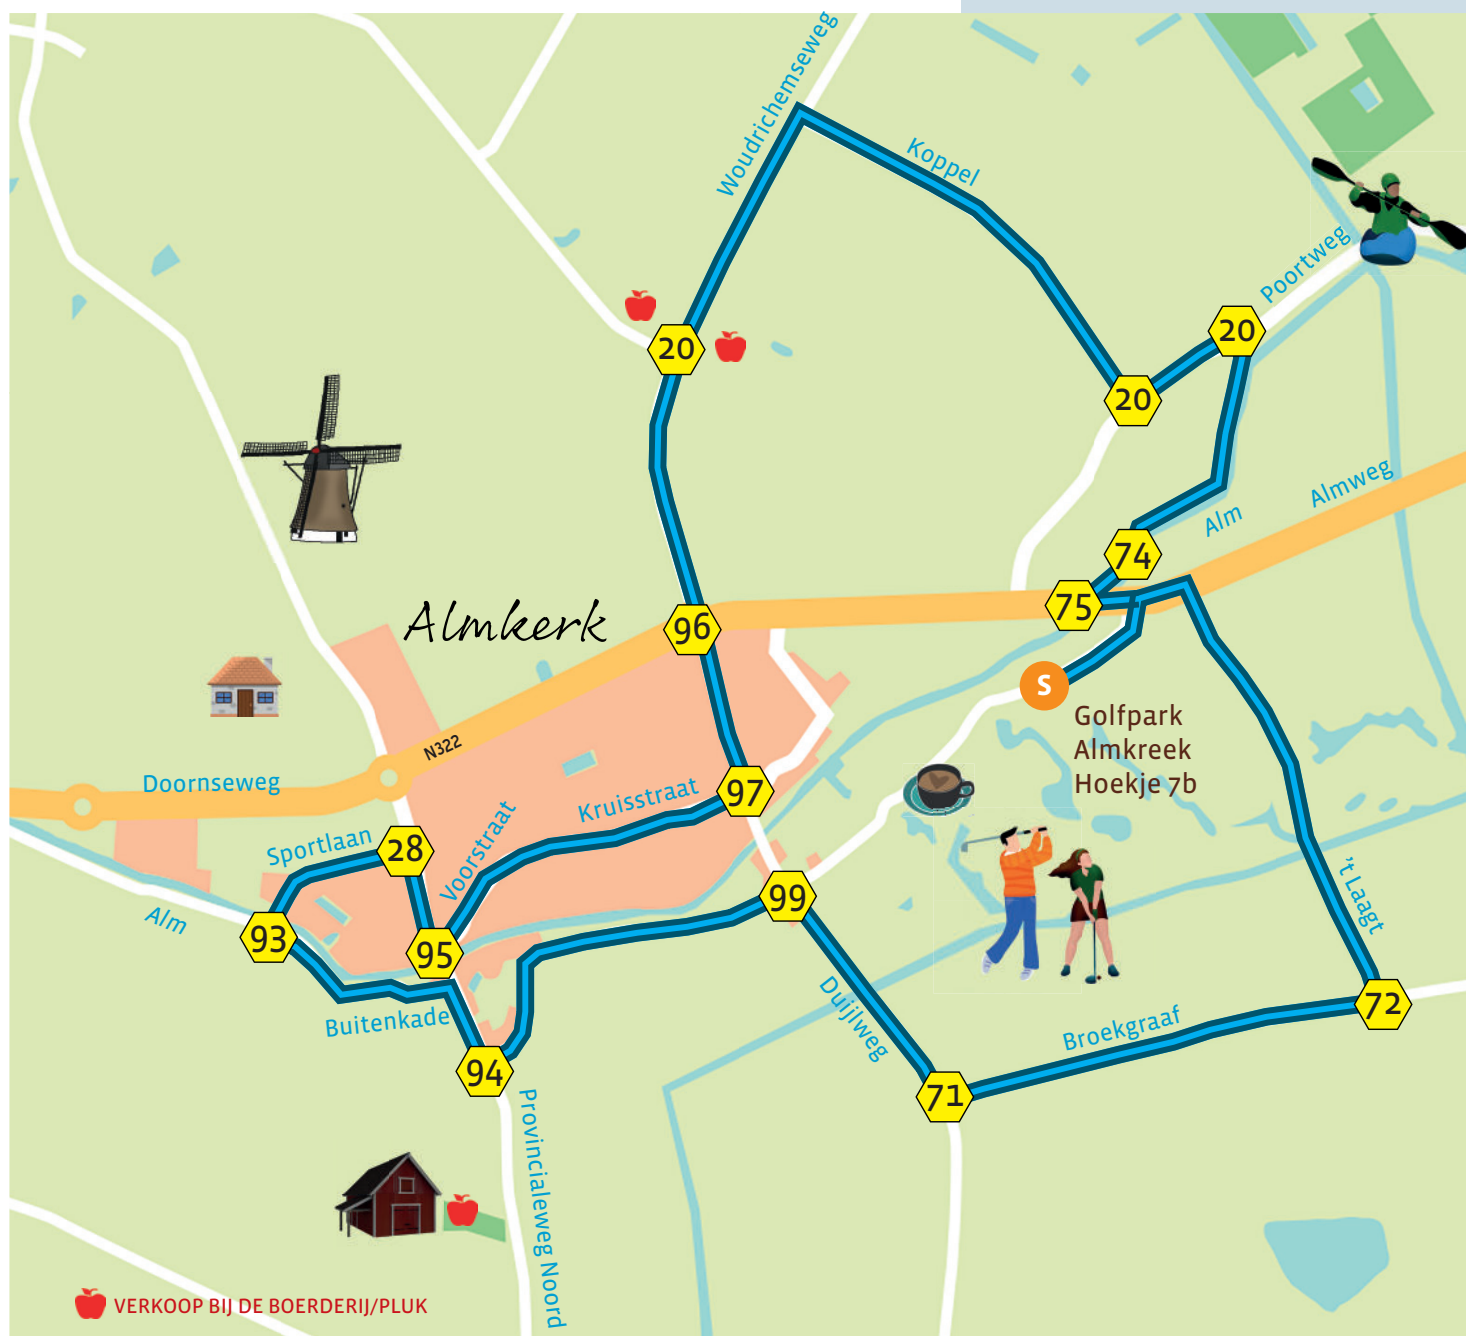 Woudrichemseweg
Koppel
Poortweg
20
20
20
Almweg
Alm
74
75
Almkerk
96
S
Golfpark
Almkreek
Hoekje 7b
N322
Doornseweg
Kruisstraat
97
Voorstraat
Sportlaan
28
't Laagt
99
Alm
93
95
Duijlweg
72
Buitenkade
Broekgraaf
94
71
Provincialeweg Noord
VERKOOP BIJ DE BOERDERIJ/PLUK